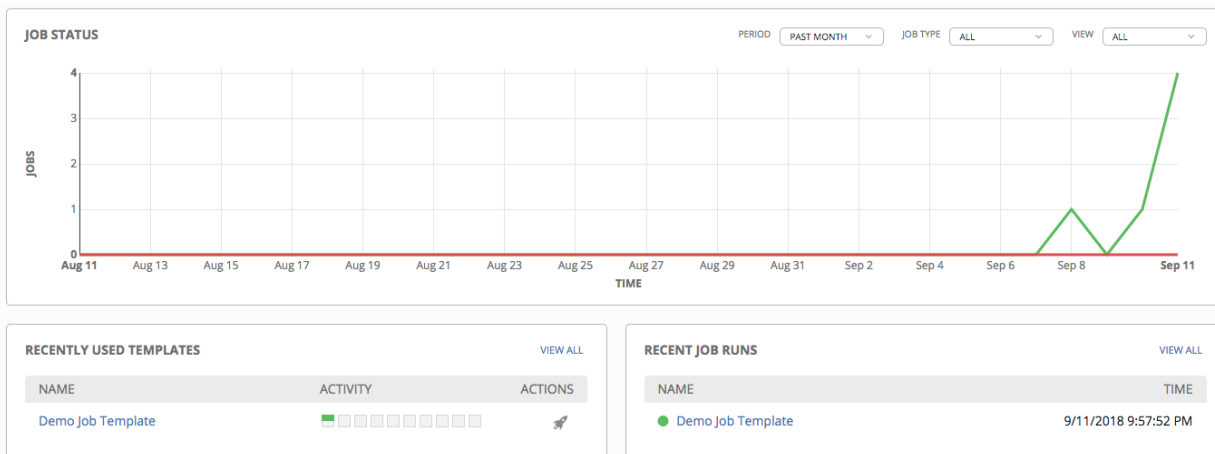 JOB STATUS
PERIOD PAST MONTH JOB TYPE ALL VIEW ALL
4
3
2
1
0
JOBS
Aug 11 Aug 13 Aug 15 Aug 17 Aug 19 Aug 21 Aug 23 Aug 25 Aug 27 Aug 29 Aug 31 Sep 2 Sep 4 Sep 6 Sep 8 Sep 11
TIME
RECENTLY USED TEMPLATES VIEW ALL
NAME ACTIVITY ACTIONS
Demo Job Template
RECENT JOB RUNS VIEW ALL
NAME TIME
Demo Job Template 9/11/2018 9:57:52 PM